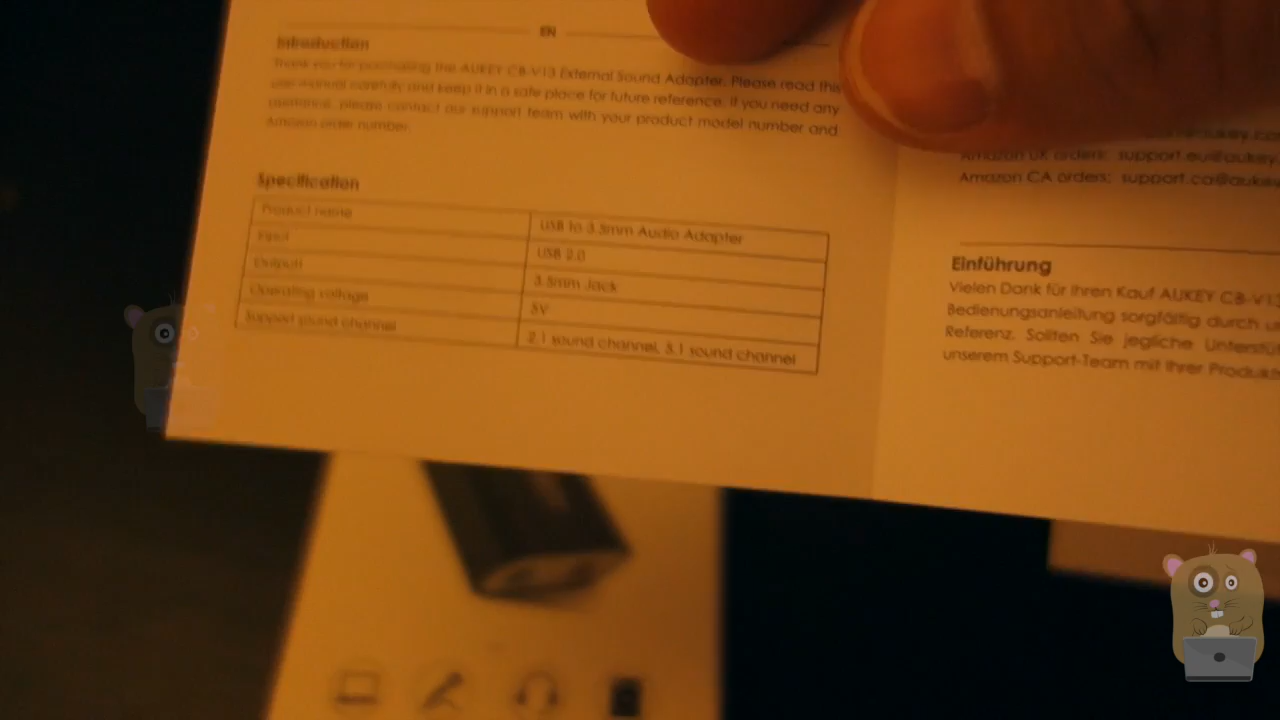 EN
Introduction
Thank you for purchasing the AUKEY CB-V13 External Sound Adapter. Please read this
user manual carefully and keep it in a safe place for future reference. If you need any
assistance, please contact our support team with your product model number and
Amazon order number.
Specification
Product name
USB to 3.5mm Audio Adapter
Input
USB 2.0
Output
3.5mm Jack
Operating voltage
5V
Support sound channel
2.1 sound channel, 5.1 sound channel
Amazon UK orders: support.eu@aukey.
Amazon CA orders: support.ca@aukey
Einführung
Vielen Dank für Ihren Kauf AUKEY CB-V13
Bedienungsanleitung sorgfältig durch
Referenz. Sollten Sie jegliche
unserem Support-Team mit Ihrer